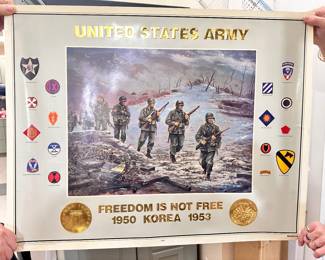 UNITED STATES ARMY
FREEDOM IS NOT FREE
1950 KOREA 1953